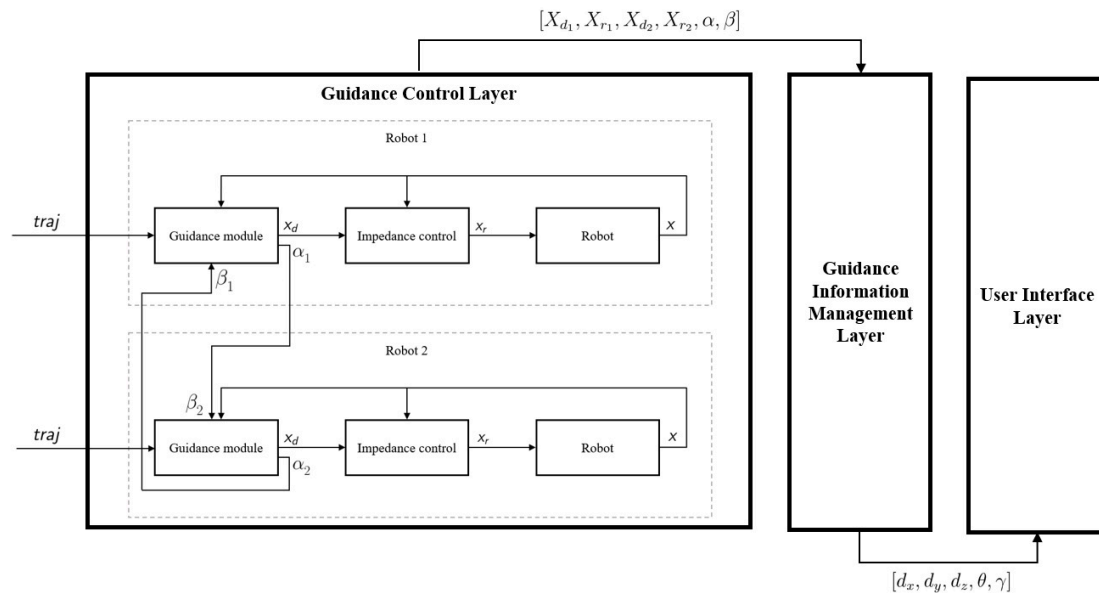 [X_{d_1}, X_{r_1}, X_{d_2}, X_{r_2}, α, β]
Guidance Control Layer
Robot 1
traj
Guidance module
x_d
Impedance control
x_r
Robot
x
α_1
β_1
Robot 2
β_2
traj
Guidance module
x_d
Impedance control
x_r
Robot
x
α_2
Guidance
Information
Management
Layer
User Interface
Layer
[d_x, d_y, d_z, θ, γ]